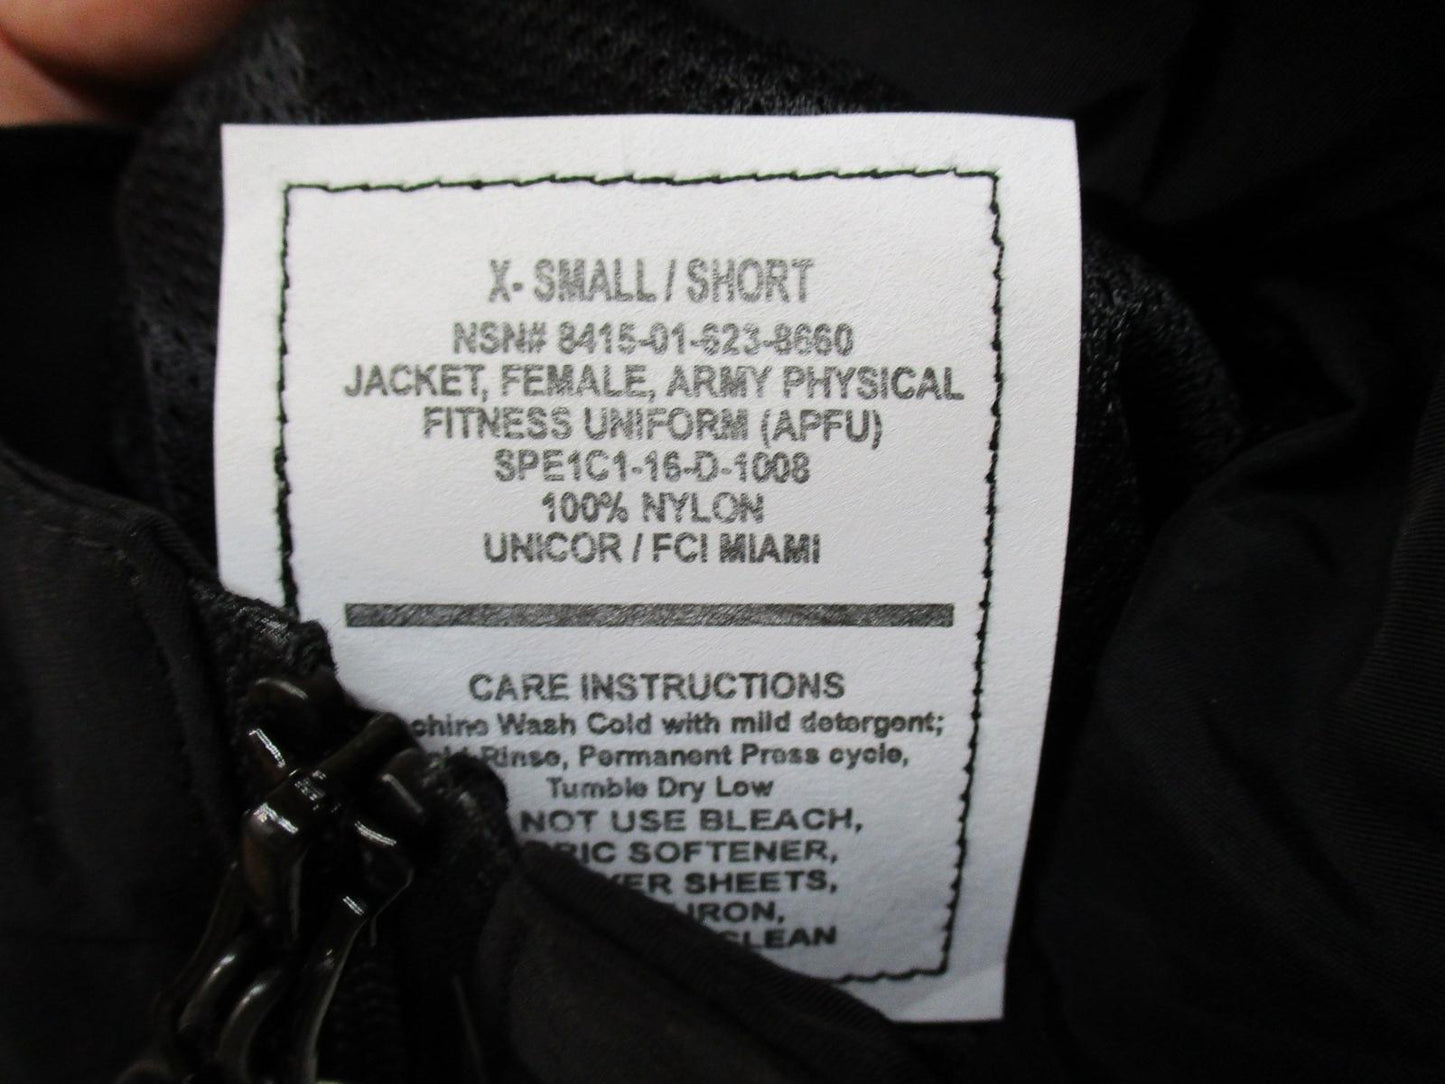 X- SMALL / SHORT
NSN# 8415-01-623-8660
JACKET, FEMALE, ARMY PHYSICAL
FITNESS UNIFORM (APFU)
SPE1C1-16-D-1008
100% NYLON
UNICOR / FCI MIAMI
CARE INSTRUCTIONS
Wash Cold with mild detergent;
Rinse, Permanent Press cycle,
Tumble Dry Low
NOT USE BLEACH,
SOFTENER,
SHEETS,
IRON,
CLEAN